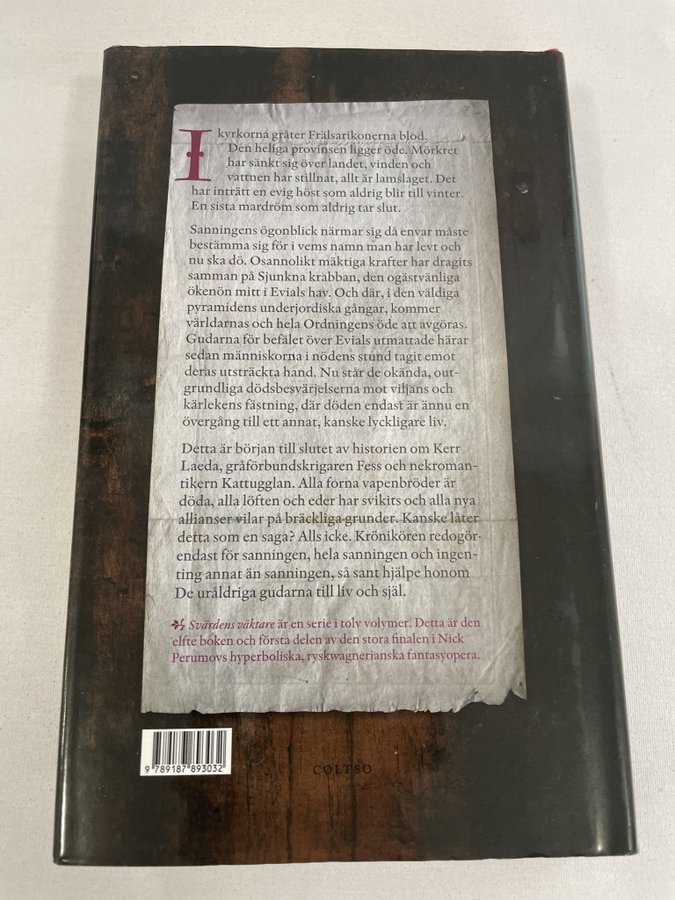 I kyrkorna gråter Frälsarikonerna blod.
Den heliga provinsen ligger öde. Mörkret
har sänkt sig över landet, vinden och
vattnen har stillnat, allt är lamslaget. Det
har inträtt en evig höst som aldrig blir till vinter.
En sista mardröm som aldrig tar slut.
Sanningens ögonblick närmar sig då envar måste
bestämma sig för i vems namn man har levt och
nu ska dö. Osannolikt mäktiga krafter har dragits
samman på Sjunkna krabban, den ogästvänliga
ökenön mitt i Evials hav. Och där, i den väldiga
pyramidens underjordiska gångar, kommer
världarnas och hela Ordningens öde att avgöras.
Gudarna för befälet över Evials utmattade härar
sedan människorna i nödens stund tagit emot
deras utsträckta hand. Nu står de okända, out-
grundliga dödsbesvärjelserna mot viljans och
kärlekens fästning, där döden endast är ännu en
övergång till ett annat, kanske lyckligare liv.
Detta är början till slutet av historien om Kerr
Laeda, gråförbundskrigaren Fess och nekroman-
tikern Kattugglan. Alla forna vapenbröder är
döda, alla löften och eder har svikits och alla nya
allianser vilar på bräckliga grunder. Kanske låter
detta som en saga? Alls icke. Krönikören redogör
endast för sanningen, hela sanningen och ingen-
ting annat än sanningen, så sant hjälpe honom
De uråldriga gudarna till liv och själ.
Svärdens väktare är en serie i tolv volymer. Detta är den
elfte boken och första delen av den stora finalen i Nick
Perumovs hyperboliska, ryskwagnerianska fantasyopera.
9 789187 893032
COLTSO